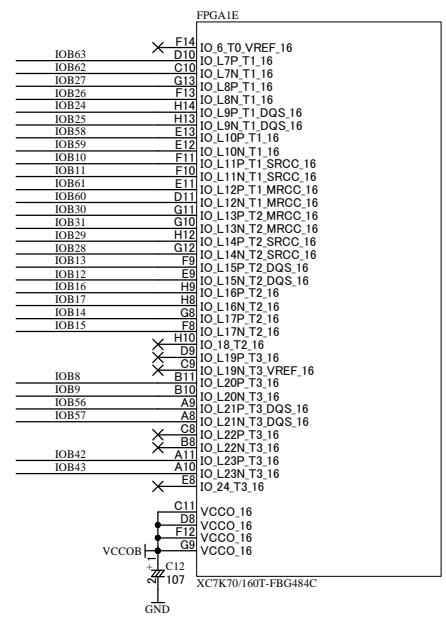 FPGA1E
F14 IO_6_T0_VREF_16
IOB63 D10 IO_L7P_T1_16
IOB62 C10 IO_L7N_T1_16
IOB27 G13 IO_L8P_T1_16
IOB26 F13 IO_L8N_T1_16
IOB24 H14 IO_L9P_T1_DQS_16
IOB25 H13 IO_L9N_T1_DQS_16
IOB58 E13 IO_L10P_T1_16
IOB59 E12 IO_L10N_T1_16
IOB10 F11 IO_L11P_T1_SRCC_16
IOB11 F10 IO_L11N_T1_SRCC_16
IOB61 E11 IO_L12P_T1_MRCC_16
IOB60 D11 IO_L12N_T1_MRCC_16
IOB30 G11 IO_L13P_T2_MRCC_16
IOB31 G10 IO_L13N_T2_MRCC_16
IOB29 H12 IO_L14P_T2_SRCC_16
IOB28 G12 IO_L14N_T2_SRCC_16
IOB13 F9 IO_L15P_T2_DQS_16
IOB12 E9 IO_L15N_T2_DQS_16
IOB16 H9 IO_L16P_T2_16
IOB17 H8 IO_L16N_T2_16
IOB14 G8 IO_L17P_T2_16
IOB15 F8 IO_L17N_T2_16
H10 IO_18_T2_16
D9 IO_L19P_T3_16
C9 IO_L19N_T3_VREF_16
IOB8 B11 IO_L20P_T3_16
IOB9 B10 IO_L20N_T3_16
IOB56 A9 IO_L21P_T3_DQS_16
IOB57 A8 IO_L21N_T3_DQS_16
C8 IO_L22P_T3_16
B8 IO_L22N_T3_16
IOB42 A11 IO_L23P_T3_16
IOB43 A10 IO_L23N_T3_16
E8 IO_24_T3_16
C11 VCCO_16
D8 VCCO_16
F12 VCCO_16
VCCOB G9 VCCO_16
+ 1 C12
2 107
XC7K70/160T-FBG484C
GND